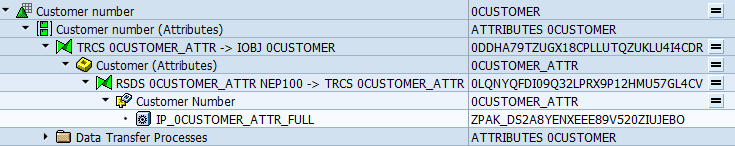 Customer number 0CUSTOMER
Customer number (Attributes) ATTRIBUTES 0CUSTOMER
TRCS 0CUSTOMER_ATTR -> IOBJ 0CUSTOMER 0DDHA79TZUGX18CPLLUTQZUKLU4I4CDR
Customer (Attributes) 0CUSTOMER_ATTR
RSDS 0CUSTOMER_ATTR NEP100 -> TRCS 0CUSTOMER_ATTR 0LQNYQFDI09Q32LPRX9P12HMU57GL4CV
Customer Number 0CUSTOMER_ATTR
IP_0CUSTOMER_ATTR_FULL ZPAK_DS2A8YENXEEE89V520ZIUJEBO
Data Transfer Processes ATTRIBUTES 0CUSTOMER